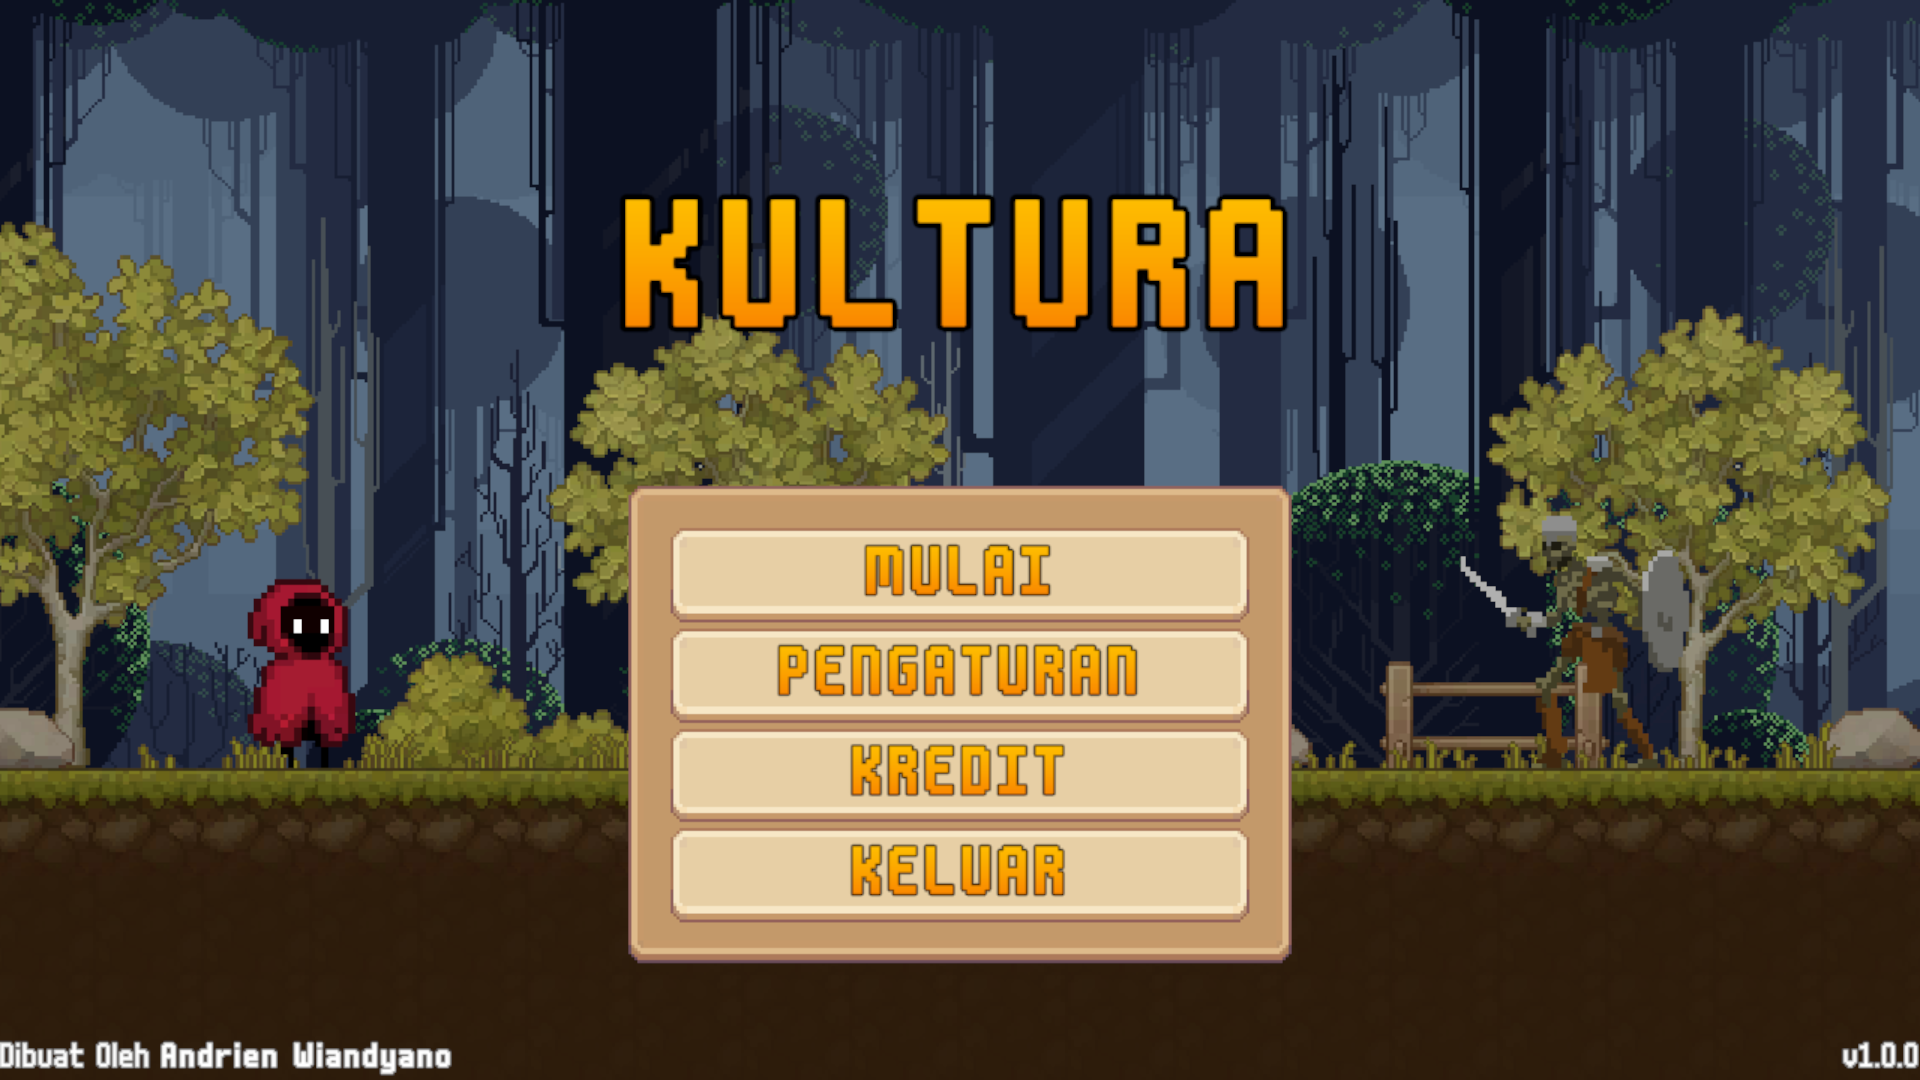 KULTURA
MULAI
PENGATURAN
KREDIT
KELUAR
Dibuat Oleh Andrien Wiandyano
v1.0.0